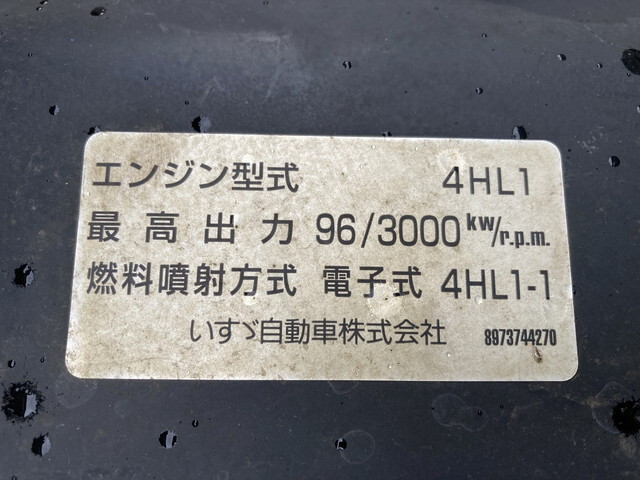 エンジン型式 4HL1
最高出力 96/3000 kw/r.p.m.
燃料噴射方式 電子式 4HL1-1
いすゞ自動車株式会社 8973744270